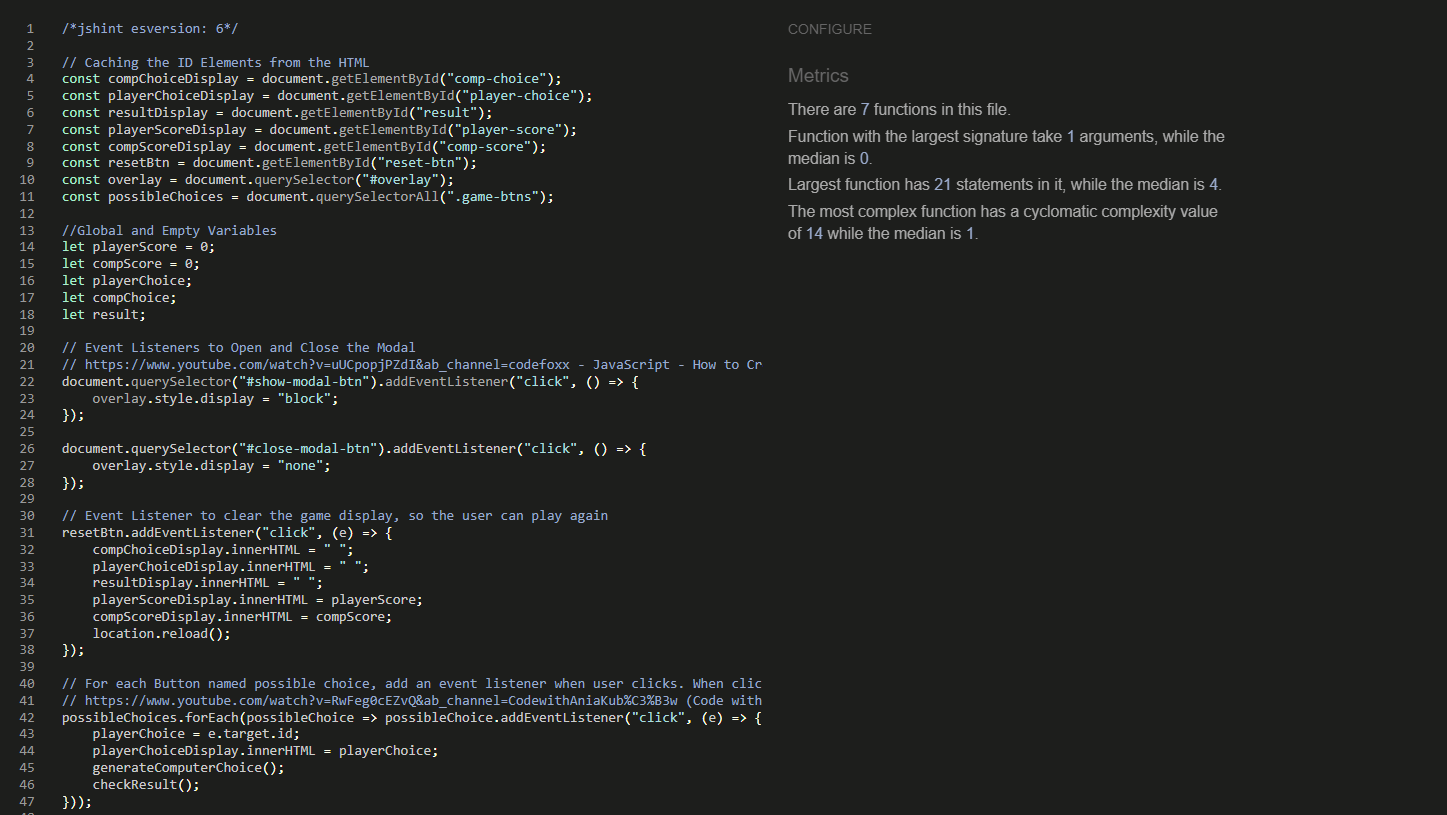 1 /*jshint esversion: 6*/
2
3 // Caching the ID Elements from the HTML
4 const compChoiceDisplay = document.getElementById("comp-choice");
5 const playerChoiceDisplay = document.getElementById("player-choice");
6 const resultDisplay = document.getElementById("result");
7 const playerScoreDisplay = document.getElementById("player-score");
8 const compScoreDisplay = document.getElementById("comp-score");
9 const resetBtn = document.getElementById("reset-btn");
10 const overlay = document.querySelector("#overlay");
11 const possibleChoices = document.querySelectorAll(".game-btns");
12
13 //Global and Empty Variables
14 let playerScore = 0;
15 let compScore = 0;
16 let playerChoice;
17 let compChoice;
18 let result;
19
20 // Event Listeners to Open and Close the Modal
21 // https://www.youtube.com/watch?v=uUCpopjPZdI&ab_channel=codefoxx - JavaScript - How to Cr
22 document.querySelector("#show-modal-btn").addEventListener("click", () => {
23     overlay.style.display = "block";
24 });
25
26 document.querySelector("#close-modal-btn").addEventListener("click", () => {
27     overlay.style.display = "none";
28 });
29
30 // Event Listener to clear the game display, so the user can play again
31 resetBtn.addEventListener("click", (e) => {
32     compChoiceDisplay.innerHTML = " ";
33     playerChoiceDisplay.innerHTML = " ";
34     resultDisplay.innerHTML = " ";
35     playerScoreDisplay.innerHTML = playerScore;
36     compScoreDisplay.innerHTML = compScore;
37     location.reload();
38 });
39
40 // For each Button named possible choice, add an event listener when user clicks. When clic
41 // https://www.youtube.com/watch?v=RwFeg0cEZvQ&ab_channel=CodewithAniaKub%C3%B3w (Code with
42 possibleChoices.forEach(possibleChoice => possibleChoice.addEventListener("click", (e) => {
43     playerChoice = e.target.id;
44     playerChoiceDisplay.innerHTML = playerChoice;
45     generateComputerChoice();
46     checkResult();
47 }));
CONFIGURE
Metrics
There are 7 functions in this file.
Function with the largest signature take 1 arguments, while the
median is 0.
Largest function has 21 statements in it, while the median is 4.
The most complex function has a cyclomatic complexity value
of 14 while the median is 1.